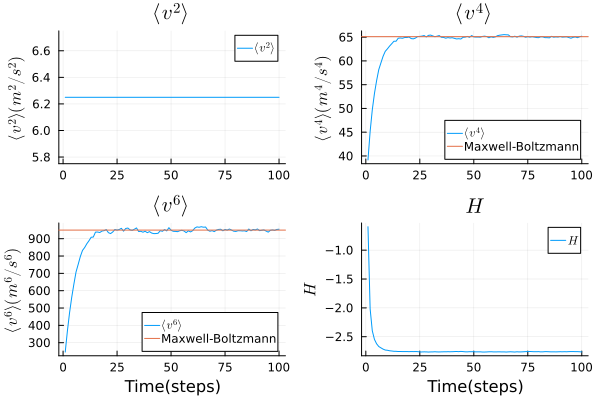 ⟨v²⟩
⟨v²⟩(m²/s²)
6.6
6.4
6.2
6.0
5.8
0 25 50 75 100
⟨v²⟩
⟨v⁴⟩
⟨v⁴⟩(m⁴/s⁴)
65
60
55
50
45
40
0 25 50 75 100
⟨v⁴⟩
Maxwell-Boltzmann
⟨v⁶⟩
⟨v⁶⟩(m⁶/s⁶)
900
800
700
600
500
400
300
0 25 50 75 100
Time(steps)
⟨v⁶⟩
Maxwell-Boltzmann
H
H
−1.0
−1.5
−2.0
−2.5
0 25 50 75 100
Time(steps)
H